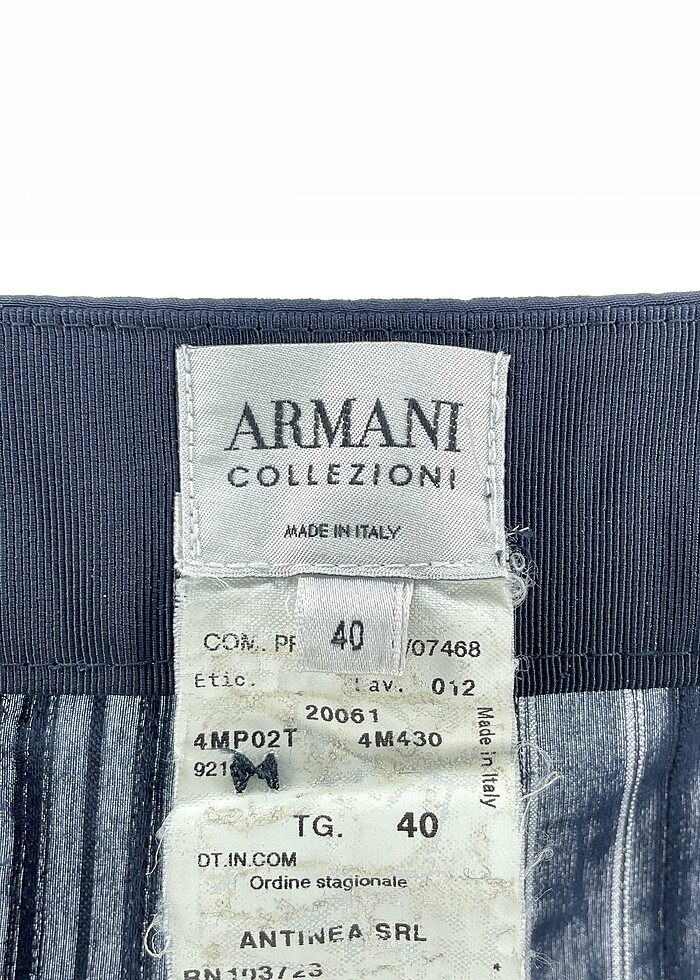 ARMANI
COLLEZIONI
MADE IN ITALY
40
COM. /07468
Etic. Lav. 012
20061
4MP02T 4M430
921
Made in Italy
TG. 40
DT.IN.COM
Ordine stagionale
ANTINEA SRL
RN103723
*